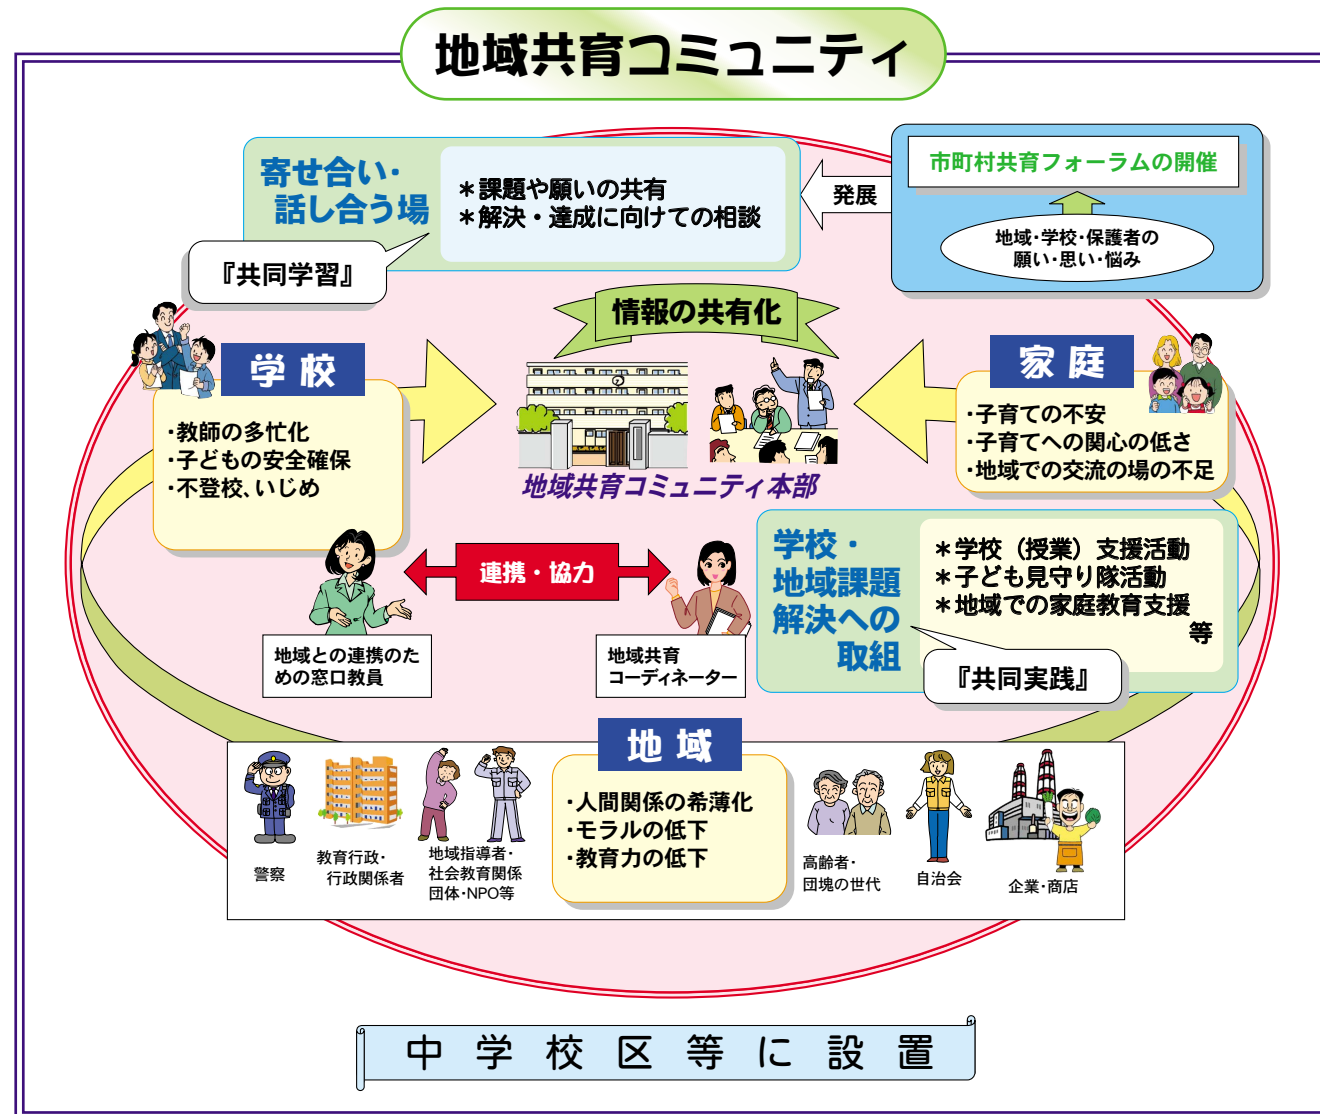 地域共育コミュニティ
寄せ合い・
話し合う場
＊課題や願いの共有
＊解決・達成に向けての相談
『共同学習』
発展
市町村共育フォーラムの開催
地域・学校・保護者の
願い・思い・悩み
情報の共有化
学校
・教師の多忙化
・子どもの安全確保
・不登校、いじめ
家庭
・子育ての不安
・子育てへの関心の低さ
・地域での交流の場の不足
地域共育コミュニティ本部
連携・協力
地域との連携のた
めの窓口教員
地域共育
コーディネーター
学校・
地域課題
解決への
取組
＊学校（授業）支援活動
＊子ども見守り隊活動
＊地域での家庭教育支援
等
『共同実践』
地域
・人間関係の希薄化
・モラルの低下
・教育力の低下
警察
教育行政・
行政関係者
地域指導者・
社会教育関係
団体・NPO等
高齢者・
団塊の世代
自治会
企業・商店
中学校区等に設置